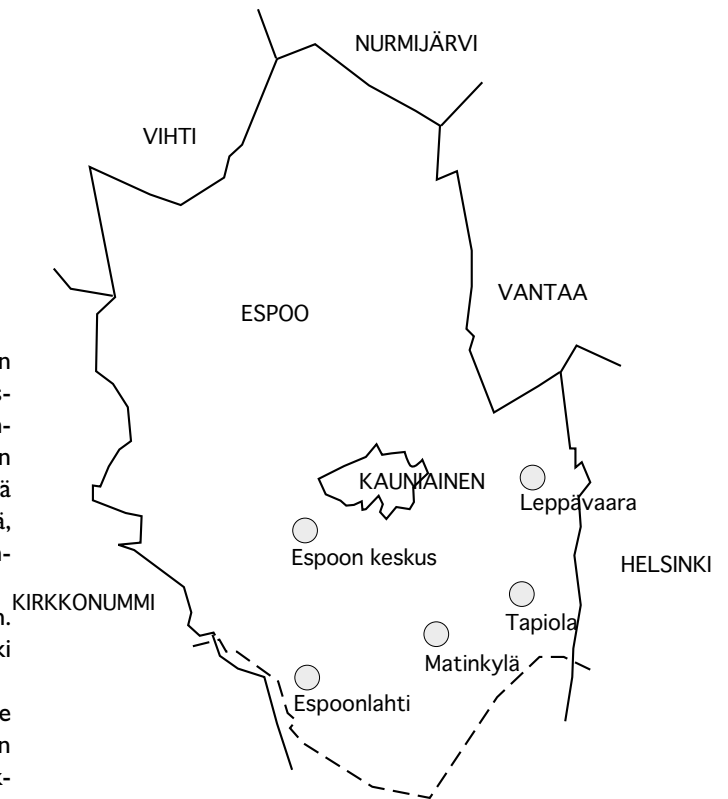 NURMIJÄRVI
VIHTI
VANTAA
ESPOO
KAUNIAINEN
Leppävaara
Espoon keskus
HELSINKI
KIRKKONUMMI
Tapiola
Matinkylä
Espoonlahti